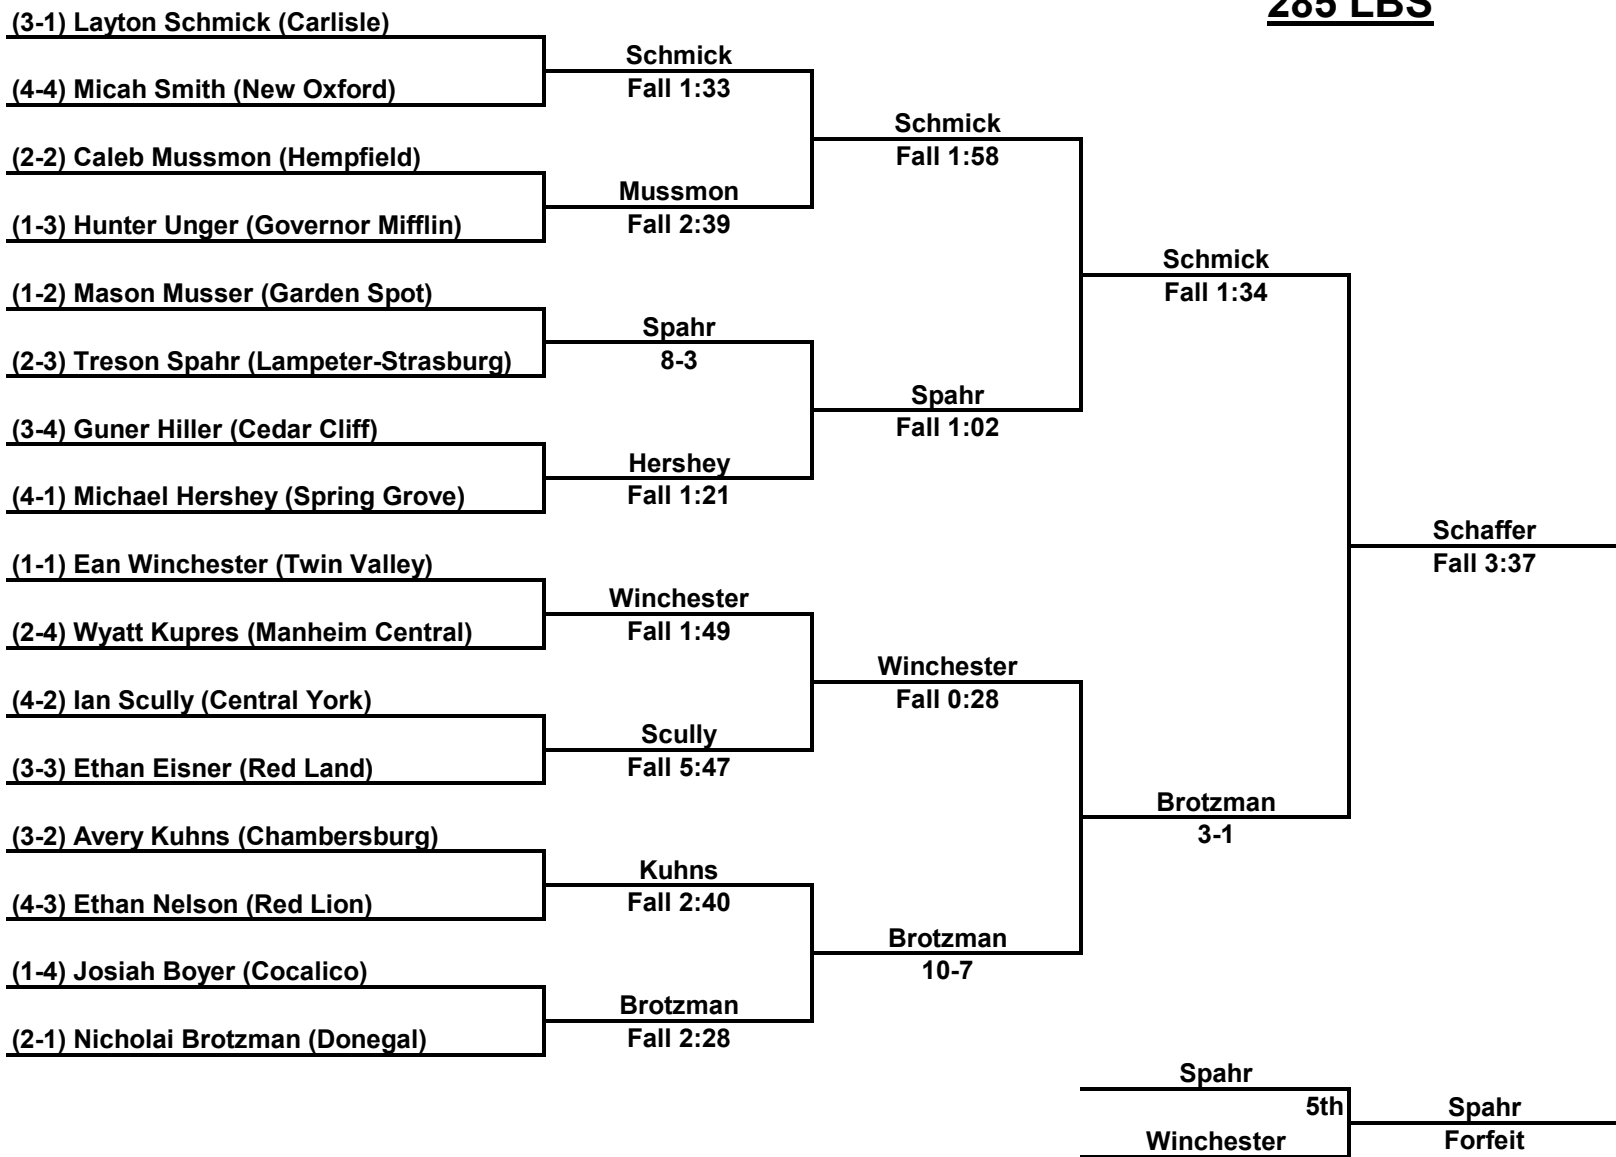 285 LBS
(3-1) Layton Schmick (Carlisle)
(4-4) Micah Smith (New Oxford)
(2-2) Caleb Mussmon (Hempfield)
(1-3) Hunter Unger (Governor Mifflin)
(1-2) Mason Musser (Garden Spot)
(2-3) Treson Spahr (Lampeter-Strasburg)
(3-4) Guner Hiller (Cedar Cliff)
(4-1) Michael Hershey (Spring Grove)
(1-1) Ean Winchester (Twin Valley)
(2-4) Wyatt Kupres (Manheim Central)
(4-2) Ian Scully (Central York)
(3-3) Ethan Eisner (Red Land)
(3-2) Avery Kuhns (Chambersburg)
(4-3) Ethan Nelson (Red Lion)
(1-4) Josiah Boyer (Cocalico)
(2-1) Nicholai Brotzman (Donegal)
Schmick
Fall 1:33
Mussmon
Fall 2:39
Spahr
8-3
Hershey
Fall 1:21
Winchester
Fall 1:49
Scully
Fall 5:47
Kuhns
Fall 2:40
Brotzman
Fall 2:28
Schmick
Fall 1:58
Spahr
Fall 1:02
Winchester
Fall 0:28
Brotzman
10-7
Schmick
Fall 1:34
Brotzman
3-1
Schaffer
Fall 3:37
Spahr
5th
Winchester
Spahr
Forfeit